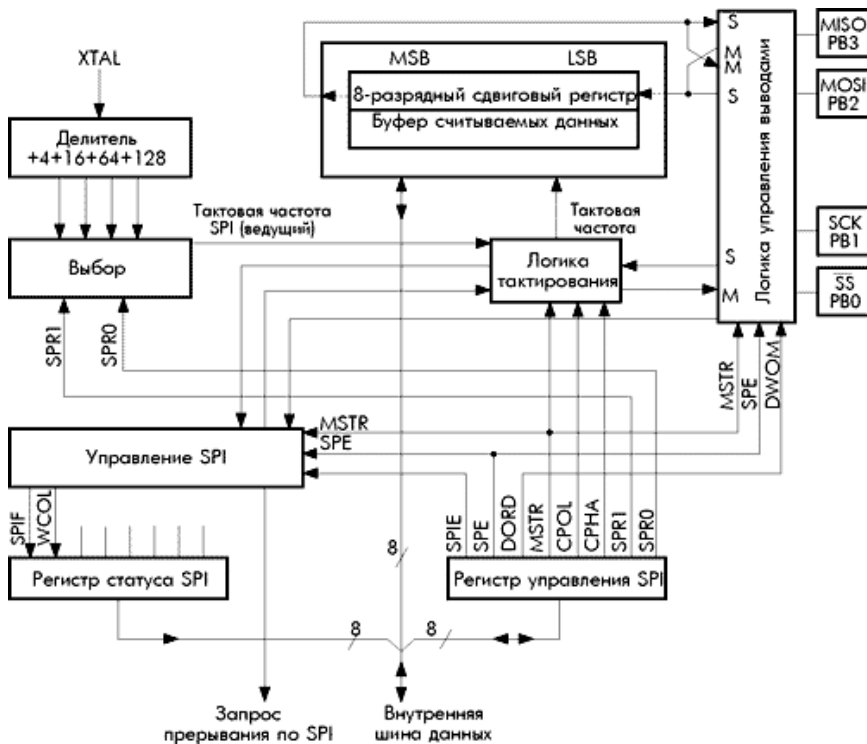 XTAL
Делитель
+4+16+64+128
Выбор
SPR1
SPR0
MSB
LSB
8-разрядный сдвиговый регистр
Буфер считываемых данных
Тактовая частота
SPI (ведущий)
Тактовая
частота
Логика
тактирования
S
M
M
S
S
M
Логика управления выводами
MISO
PB3
MOSI
PB2
SCK
PB1
SS
PB0
MSTR
SPE
DWOM
MSTR
SPE
Управление SPI
SPIF
WCOL
Регистр статуса SPI
SPIE
SPE
DORD
MSTR
CPOL
CPHA
SPR1
SPR0
Регистр управления SPI
8
8
8
Запрос
прерывания по SPI
Внутренняя
шина данных